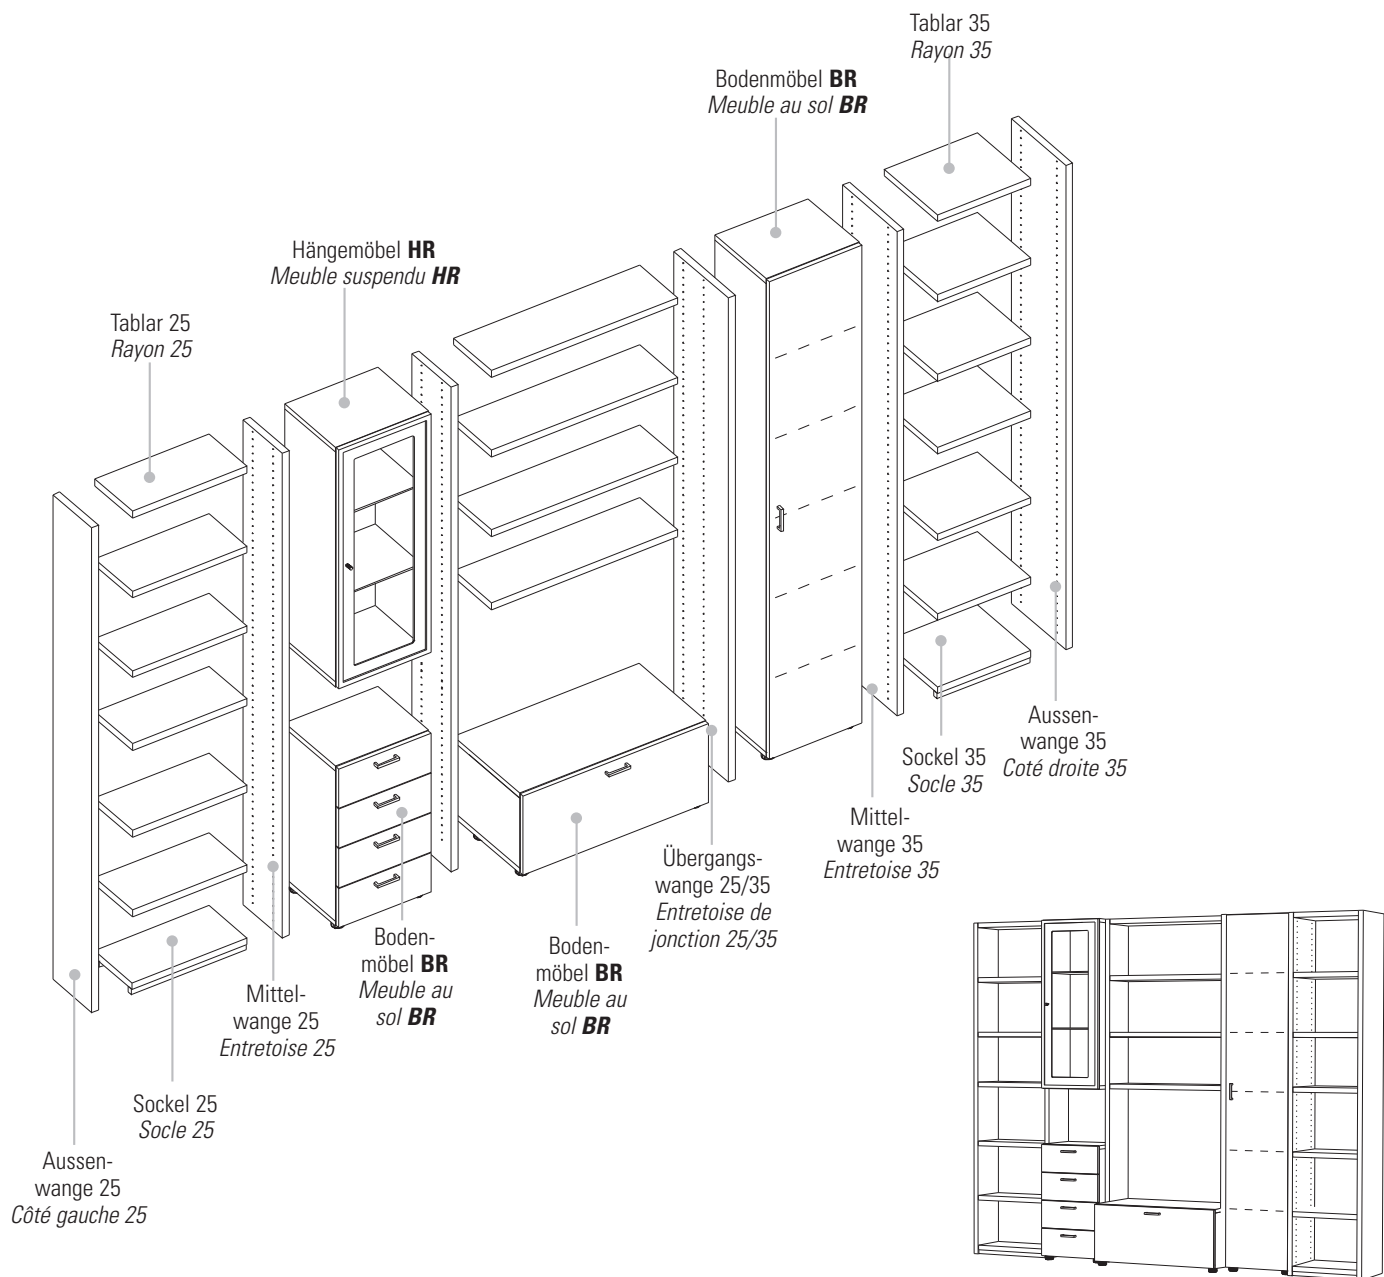 Tablar 35
Rayon 35
Bodenmöbel BR
Meuble au sol BR
Hängemöbel HR
Meuble suspendu HR
Tablar 25
Rayon 25
Aussen-
wange 35
Coté droite 35
Sockel 35
Socle 35
Mittel-
wange 35
Entretoise 35
Übergangs-
wange 25/35
Entretoise de
jonction 25/35
Boden-
möbel BR
Meuble au
sol BR
Boden-
möbel BR
Meuble au
sol BR
Mittel-
wange 25
Entretoise 25
Sockel 25
Socle 25
Aussen-
wange 25
Côté gauche 25